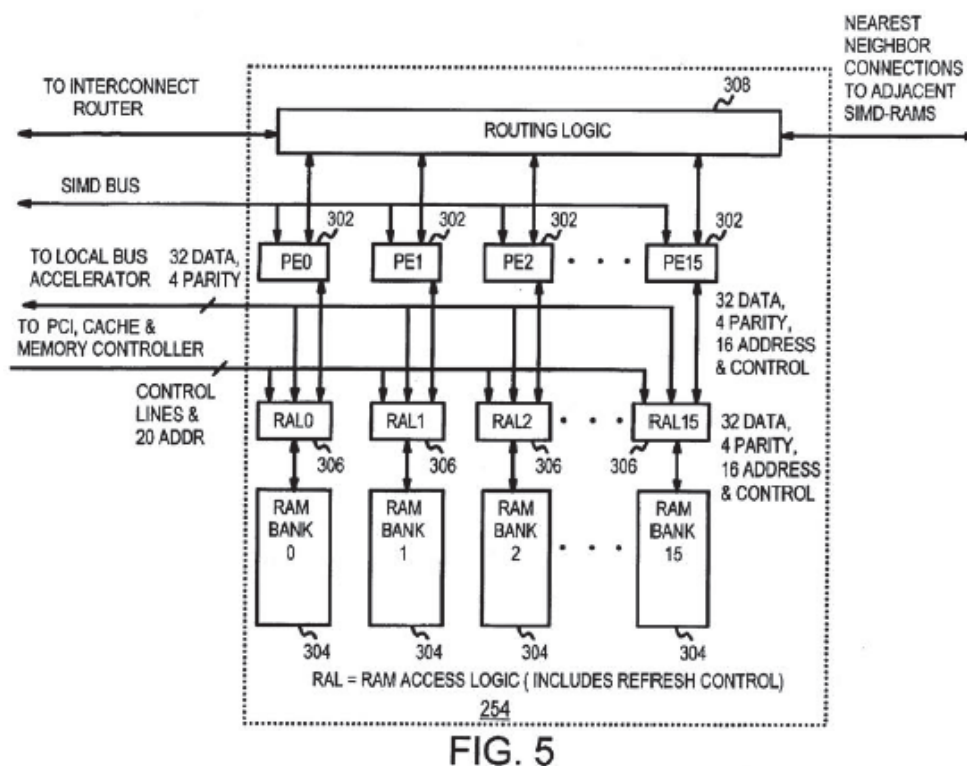 NEAREST
NEIGHBOR
CONNECTIONS
TO ADJACENT
SIMD-RAMS
TO INTERCONNECT
ROUTER
308
ROUTING LOGIC
SIMD BUS
302
302
302
302
PE0
PE1
PE2
PE15
TO LOCAL BUS
ACCELERATOR
32 DATA,
4 PARITY
32 DATA,
4 PARITY,
16 ADDRESS
& CONTROL
TO PCI, CACHE &
MEMORY CONTROLLER
CONTROL
LINES &
20 ADDR
RAL0
RAL1
RAL2
RAL15
306
306
306
306
32 DATA,
4 PARITY,
16 ADDRESS
& CONTROL
RAM
BANK
0
RAM
BANK
1
RAM
BANK
2
RAM
BANK
15
304
304
304
304
RAL = RAM ACCESS LOGIC ( INCLUDES REFRESH CONTROL)
254
FIG. 5